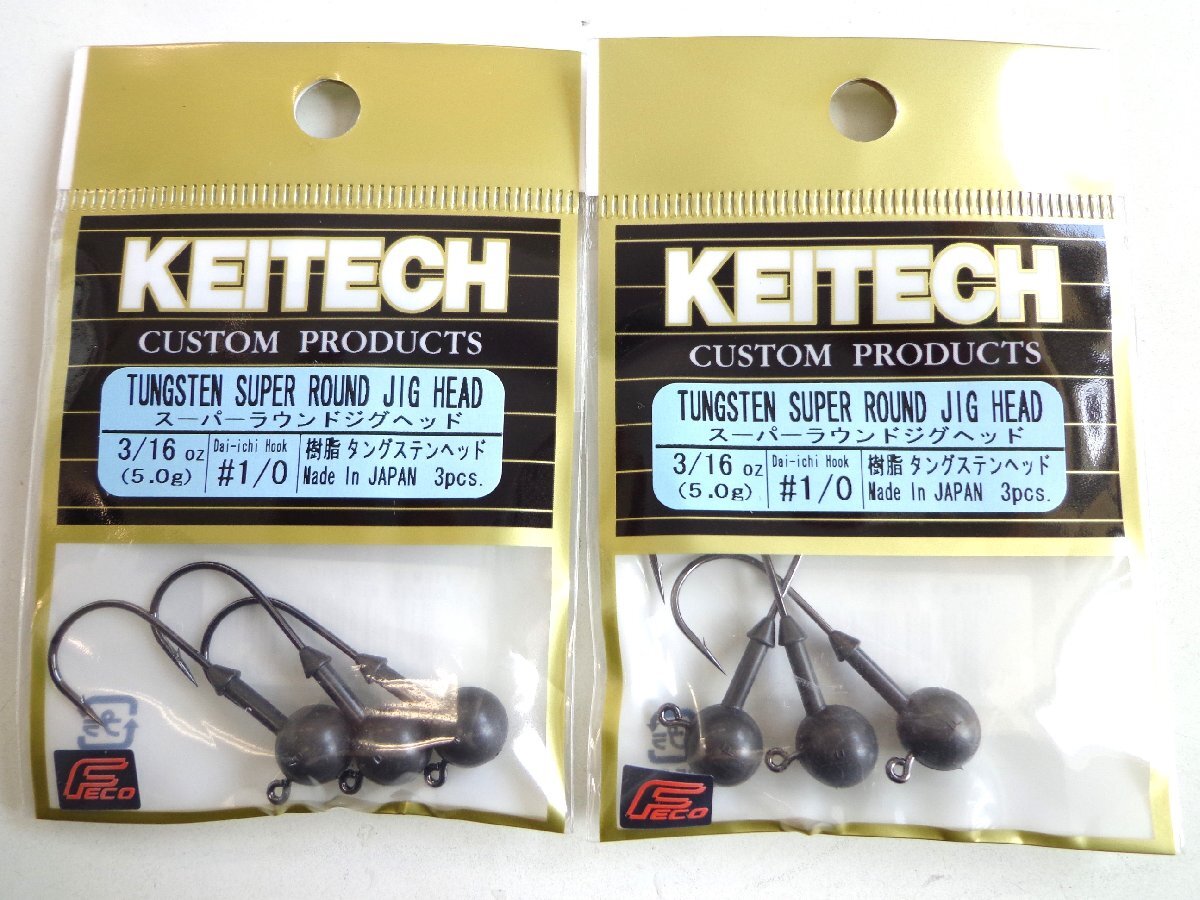 KEITECH
CUSTOM PRODUCTS
TUNGSTEN SUPER ROUND JIG HEAD
スーパーラウンドジグヘッド
3/16 oz
(5.0g)
Dai-ichi Hook
#1/0
樹脂 タングステンヘッド
Made In JAPAN 3pcs.
プラ
FECO
KEITECH
CUSTOM PRODUCTS
TUNGSTEN SUPER ROUND JIG HEAD
スーパーラウンドジグヘッド
3/16 oz
(5.0g)
Dai-ichi Hook
#1/0
樹脂 タングステンヘッド
Made In JAPAN 3pcs.
FECO